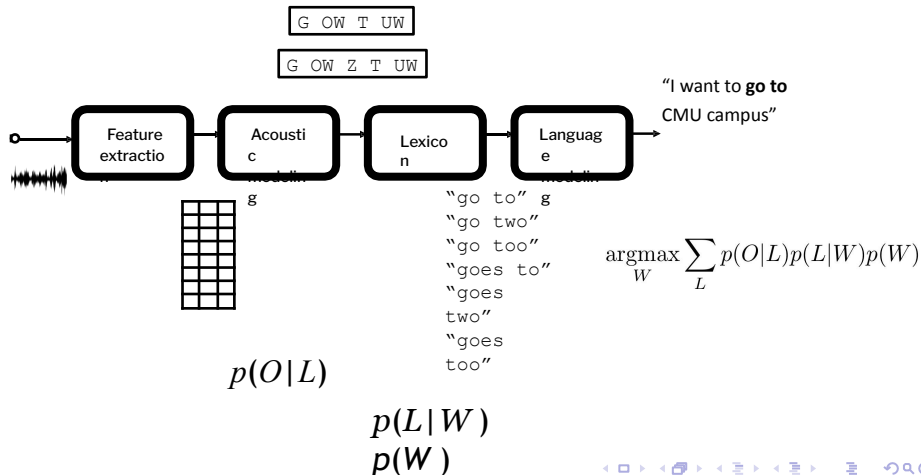 G OW T UW
G OW Z T UW
"I want to go to
CMU campus"
Feature
extractio
n
Acousti
c
modelin
g
Lexico
n
Languag
e
modelin
g
"go to"
"go two"
"go too"
"goes to"
"goes
two"
"goes
too"
argmax W ∑ L p(O|L)p(L|W)p(W)
p(O|L)
p(L|W)
p(W)